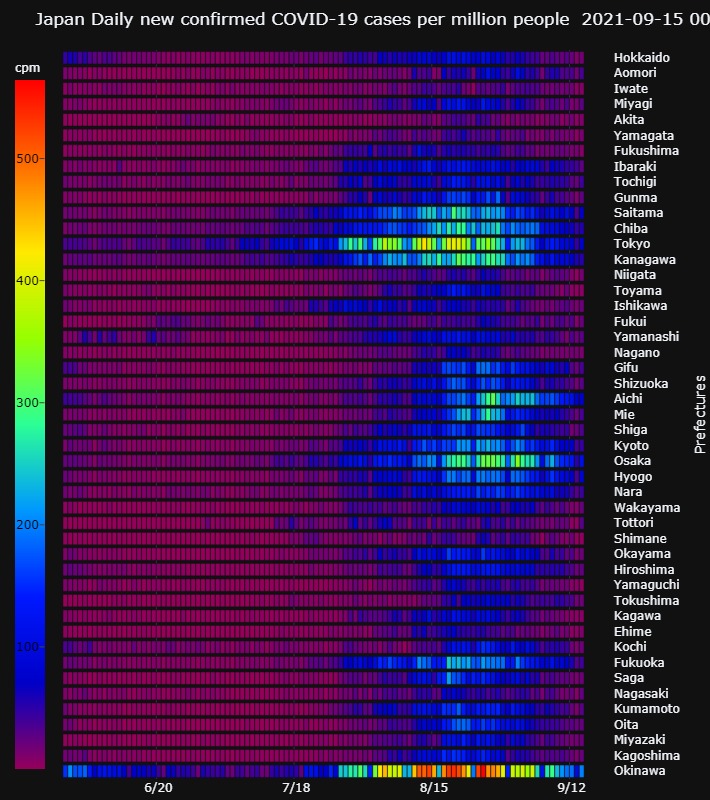 Japan Daily new confirmed COVID-19 cases per million people 2021-09-15 00
cpm
500
400
300
200
100
Hokkaido
Aomori
Iwate
Miyagi
Akita
Yamagata
Fukushima
Ibaraki
Tochigi
Gunma
Saitama
Chiba
Tokyo
Kanagawa
Niigata
Toyama
Ishikawa
Fukui
Yamanashi
Nagano
Gifu
Shizuoka
Aichi
Mie
Shiga
Kyoto
Osaka
Hyogo
Nara
Wakayama
Tottori
Shimane
Okayama
Hiroshima
Yamaguchi
Tokushima
Kagawa
Ehime
Kochi
Fukuoka
Saga
Nagasaki
Kumamoto
Oita
Miyazaki
Kagoshima
Okinawa
Prefectures
6/20 7/18 8/15 9/12